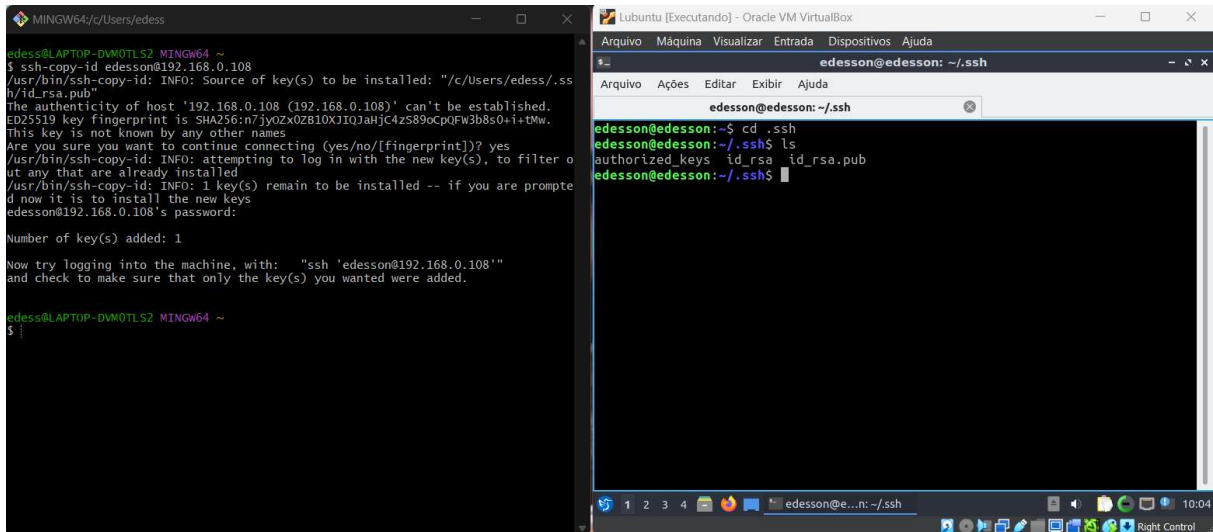 MINGW64:/c/Users/edess
edess@LAPTOP-DVM0TLS2 MINGW64 ~
$ ssh-copy-id edesson@192.168.0.108
/usr/bin/ssh-copy-id: INFO: Source of key(s) to be installed: "/c/Users/edess/.ss
h/id_rsa.pub"
The authenticity of host '192.168.0.108 (192.168.0.108)' can't be established.
ED25519 key fingerprint is SHA256:n7jyOZxOZB1OXJIQJaHjC4zS89oCpQFW3b8s0+i+tMw.
This key is not known by any other names
Are you sure you want to continue connecting (yes/no/[fingerprint])? yes
/usr/bin/ssh-copy-id: INFO: attempting to log in with the new key(s), to filter o
ut any that are already installed
/usr/bin/ssh-copy-id: INFO: 1 key(s) remain to be installed -- if you are prompte
d now it is to install the new keys
edesson@192.168.0.108's password:
Number of key(s) added: 1
Now try logging into the machine, with:   "ssh 'edesson@192.168.0.108'"
and check to make sure that only the key(s) you wanted were added.
edess@LAPTOP-DVM0TLS2 MINGW64 ~
$
Lubuntu [Executando] - Oracle VM VirtualBox
Arquivo Máquina Visualizar Entrada Dispositivos Ajuda
edesson@edesson: ~/.ssh
Arquivo Ações Editar Exibir Ajuda
edesson@edesson: ~/.ssh
edesson@edesson:~$ cd .ssh
edesson@edesson:~/.ssh$ ls
authorized_keys  id_rsa  id_rsa.pub
edesson@edesson:~/.ssh$
1 2 3 4 edesson@e...n: ~/.ssh 10:04
Right Control